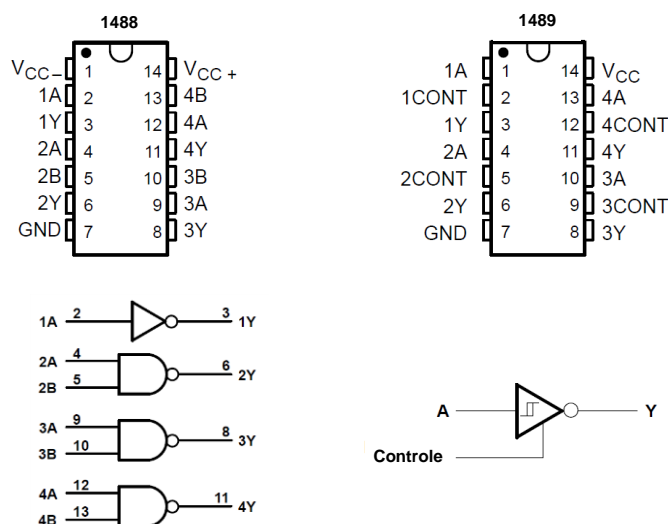 1488
V CC− 1 14 V CC +
1A 2 13 4B
1Y 3 12 4A
2A 4 11 4Y
2B 5 10 3B
2Y 6 9 3A
GND 7 8 3Y
1489
1A 1 14 V CC
1CONT 2 13 4A
1Y 3 12 4CONT
2A 4 11 4Y
2CONT 5 10 3A
2Y 6 9 3CONT
GND 7 8 3Y
1A 2 3 1Y
2A 4 6 2Y
2B 5
3A 9 8 3Y
3B 10
4A 12 11 4Y
4B 13
A Y
Controle